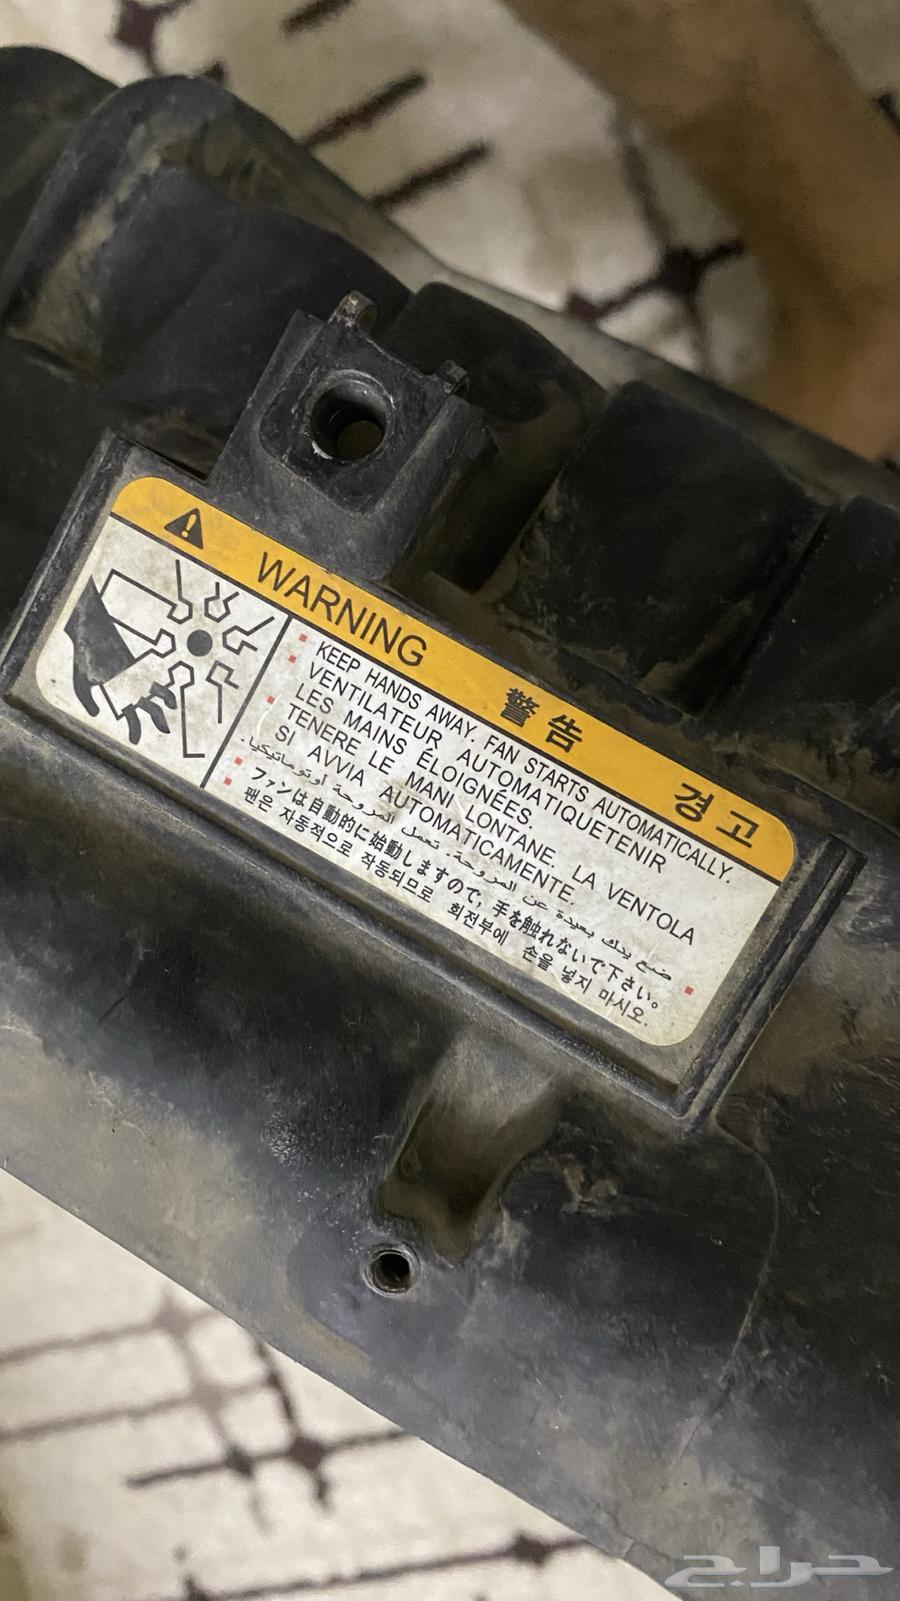 WARNING 警告 경고
KEEP HANDS AWAY. FAN STARTS AUTOMATICALLY.
VENTILATEUR AUTOMATIQUETENIR
LES MAINS ÉLOIGNÉES.
TENERE LE MANI LONTANE. LA VENTOLA
SI AVVIA AUTOMATICAMENTE.
ضع يدك بعيدة عن المروحة. تعمل المروحة أوتوماتيكيا.
ファンは自動的に始動しますので, 手を触れないで下さい。
팬은 자동적으로 작동되므로 회전부에 손을 넣지 마시오.
حراج